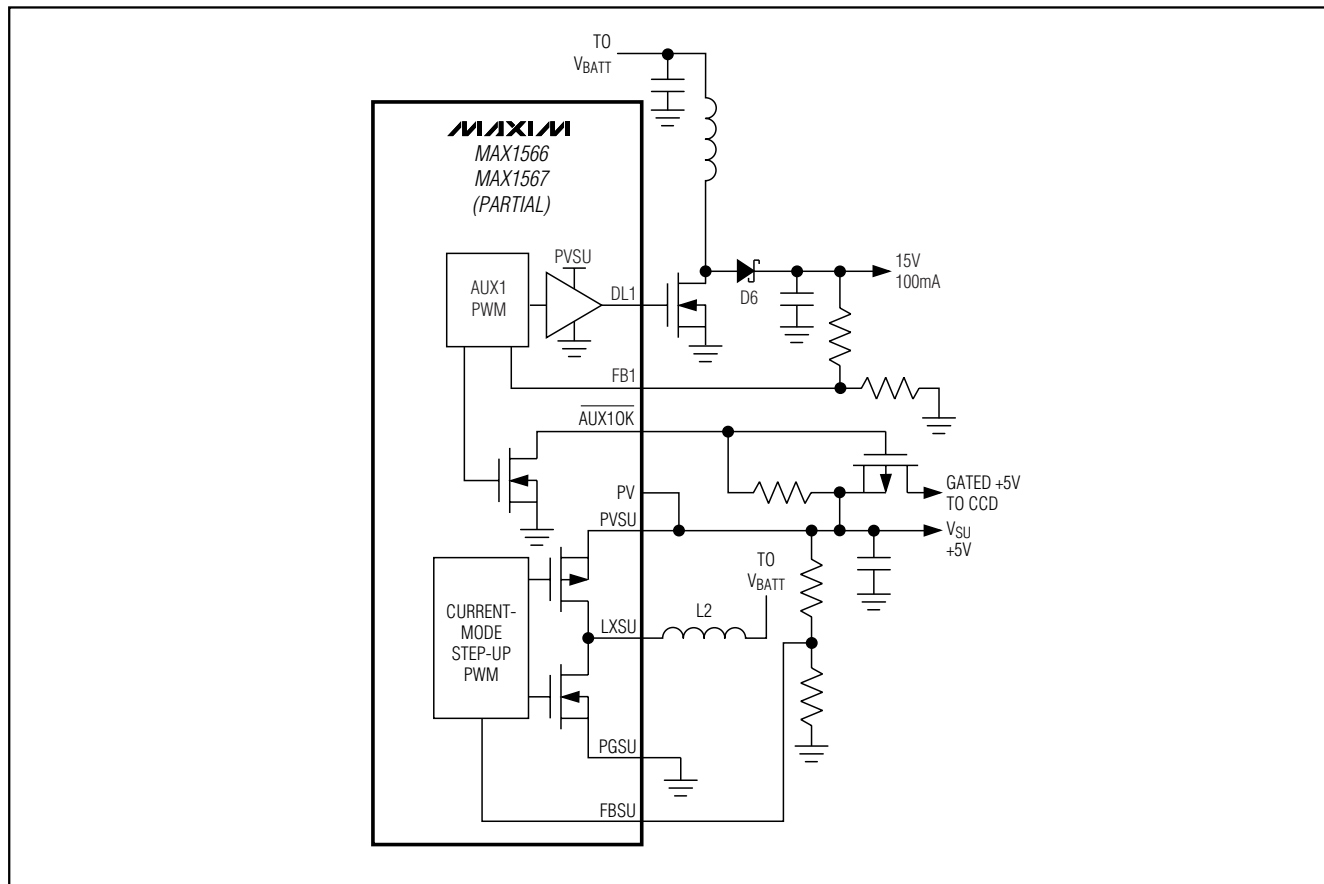 TO
VBATT
MAXIM
MAX1566
MAX1567
(PARTIAL)
PVSU
AUX1
PWM
DL1
D6
15V
100mA
FB1
AUX1OK
GATED +5V
TO CCD
PV
PVSU
VSU
+5V
TO
VBATT
CURRENT-
MODE
STEP-UP
PWM
LXSU
L2
PGSU
FBSU